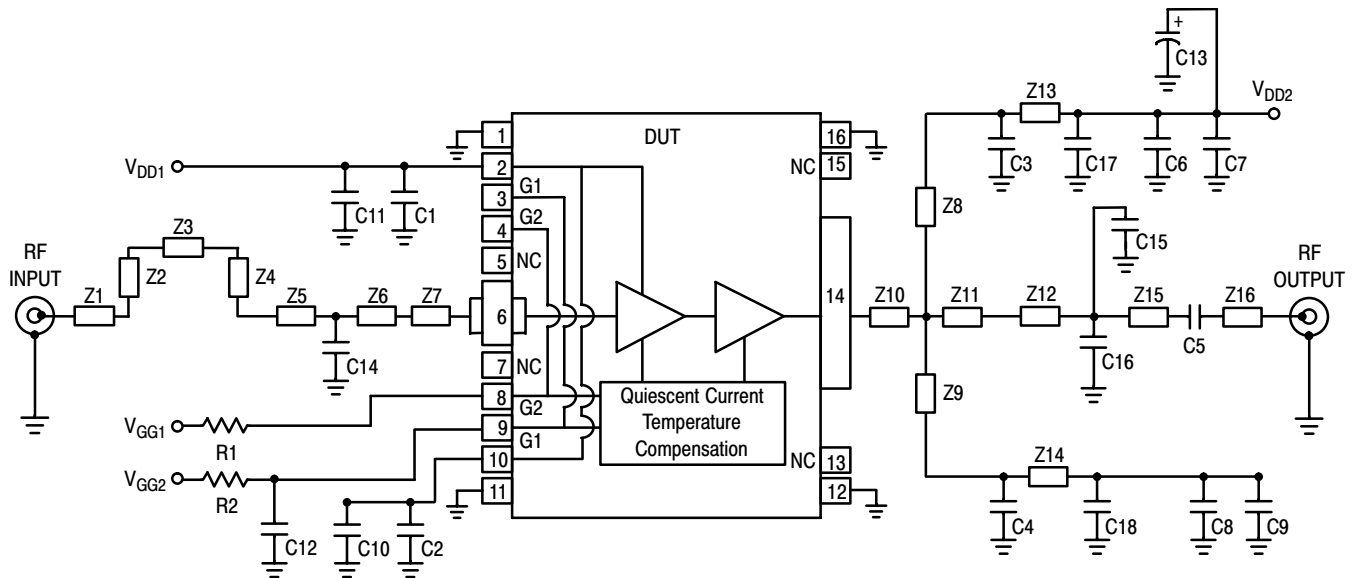 +
C13
Z13
VDD2
1
DUT
16
VDD1
2
NC
15
C3
C17
C6
C7
G1
3
C11
C1
Z8
G2
4
Z3
C15
RF
INPUT
Z2
Z4
5
NC
RF
OUTPUT
Z1
Z5
Z6
Z7
6
14
Z10
Z11
Z12
Z15
Z16
C5
C14
7
NC
C16
Z9
8
G2
Quiescent Current
Temperature
Compensation
VGG1
R1
9
G1
10
NC
13
Z14
VGG2
R2
11
12
C12
C10
C2
C4
C18
C8
C9